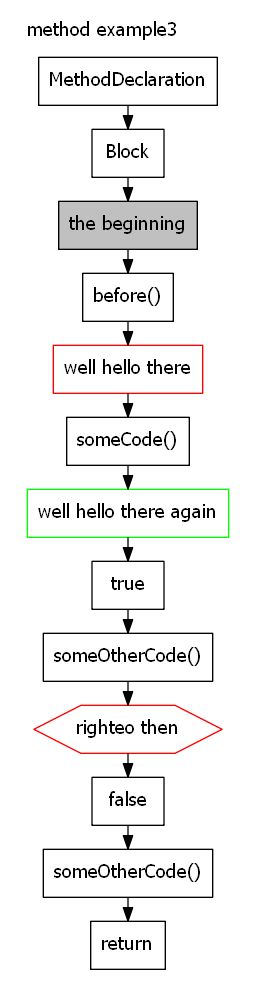 method example3
MethodDeclaration
Block
the beginning
before()
well hello there
someCode()
well hello there again
true
someOtherCode()
righteo then
false
someOtherCode()
return